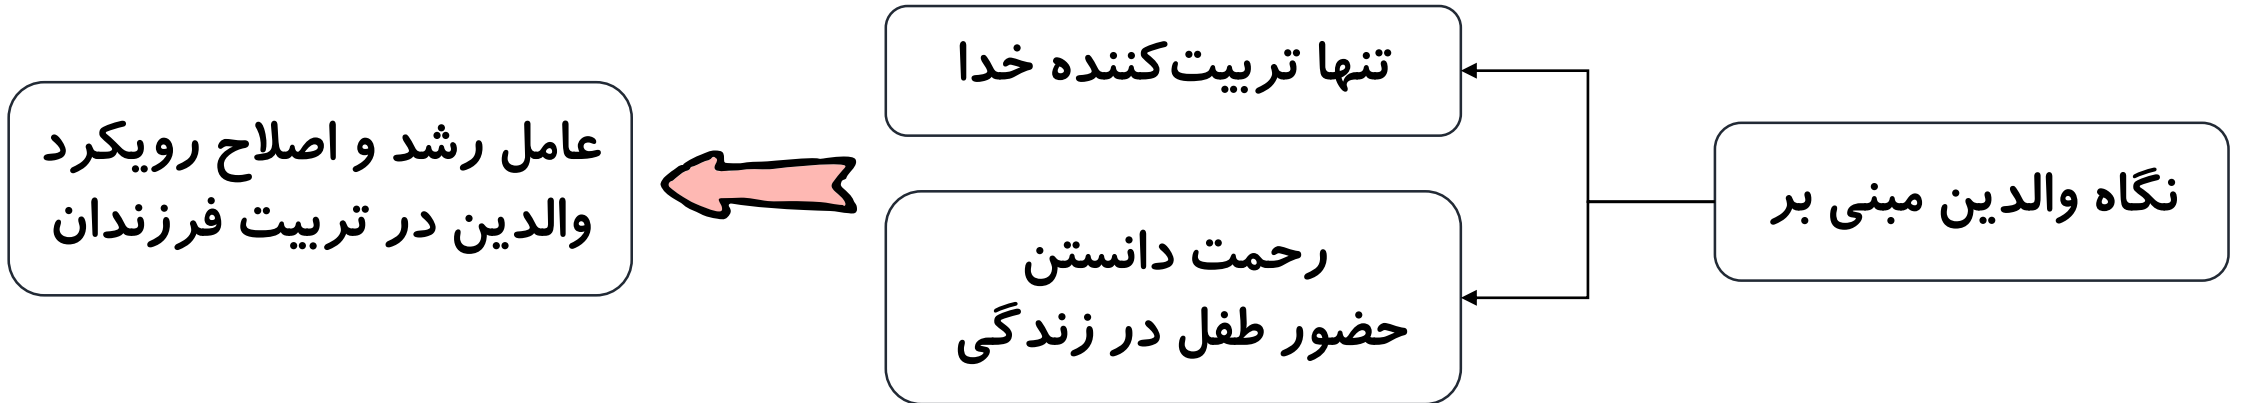 نگاه والدین مبنی بر
تنها تربیت‌کننده خدا
رحمت دانستن
حضور طفل در زندگی
عامل رشد و اصلاح رویکرد
والدین در تربیت فرزندان